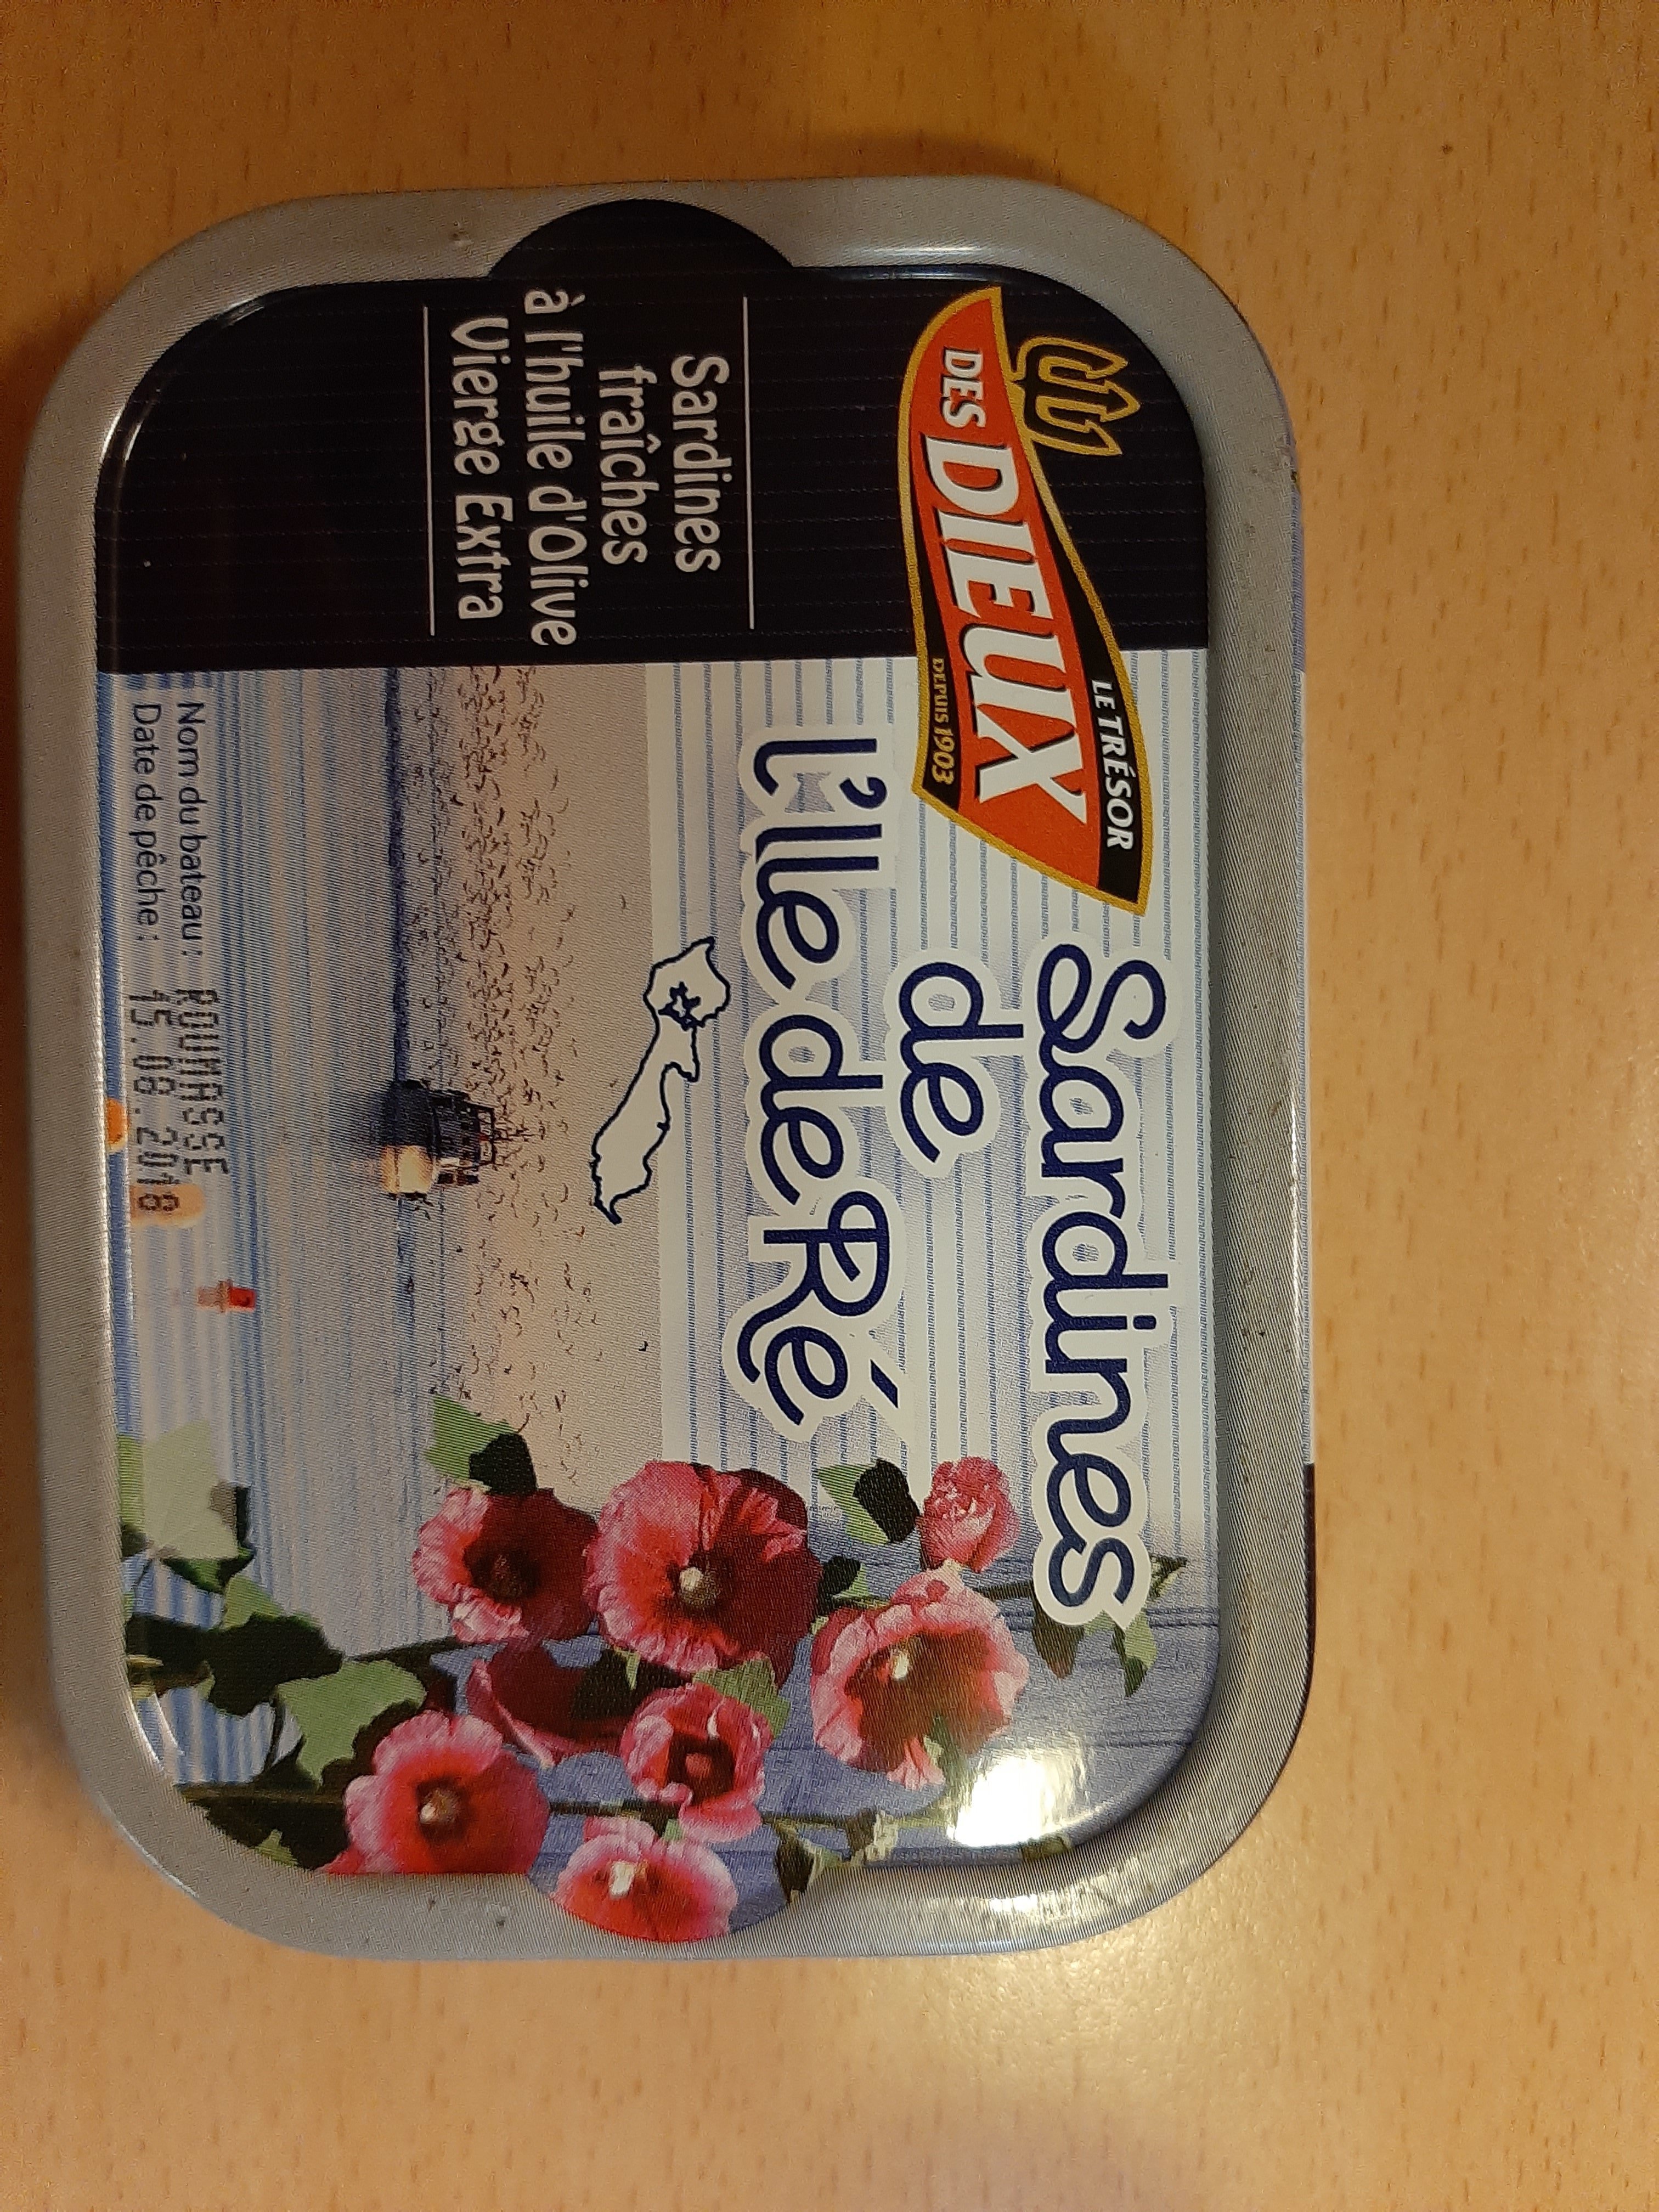 LE TRÉSOR
DES DIEUX
DEPUIS 1903
Sardines
de
l'Ile de Ré
Sardines
fraîches
à l'huile d'Olive
Vierge Extra
Nom du bateau : ROUMASSE
Date de pêche : 15.08.2018